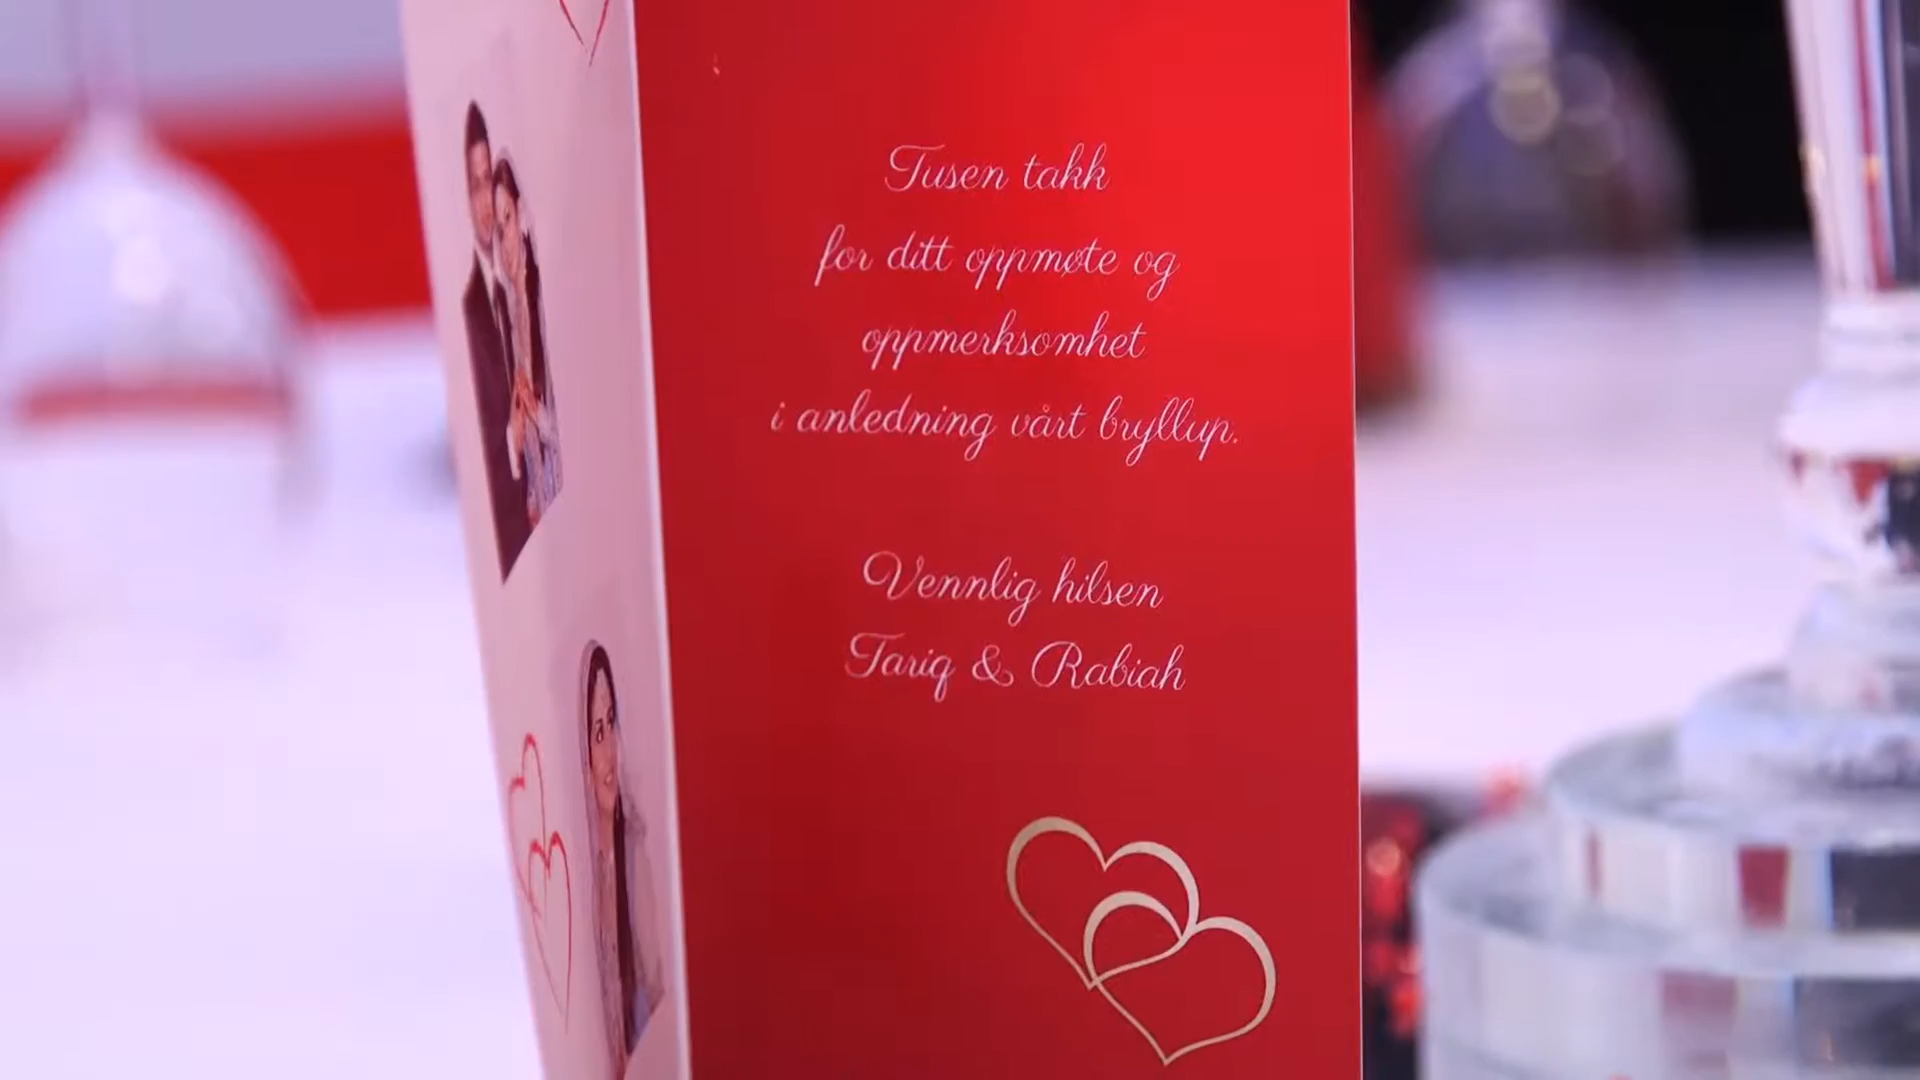 Tusen takk
for ditt oppmøte og
oppmerksomhet
i anledning vårt bryllup.
Vennlig hilsen
Tariq & Rabiah